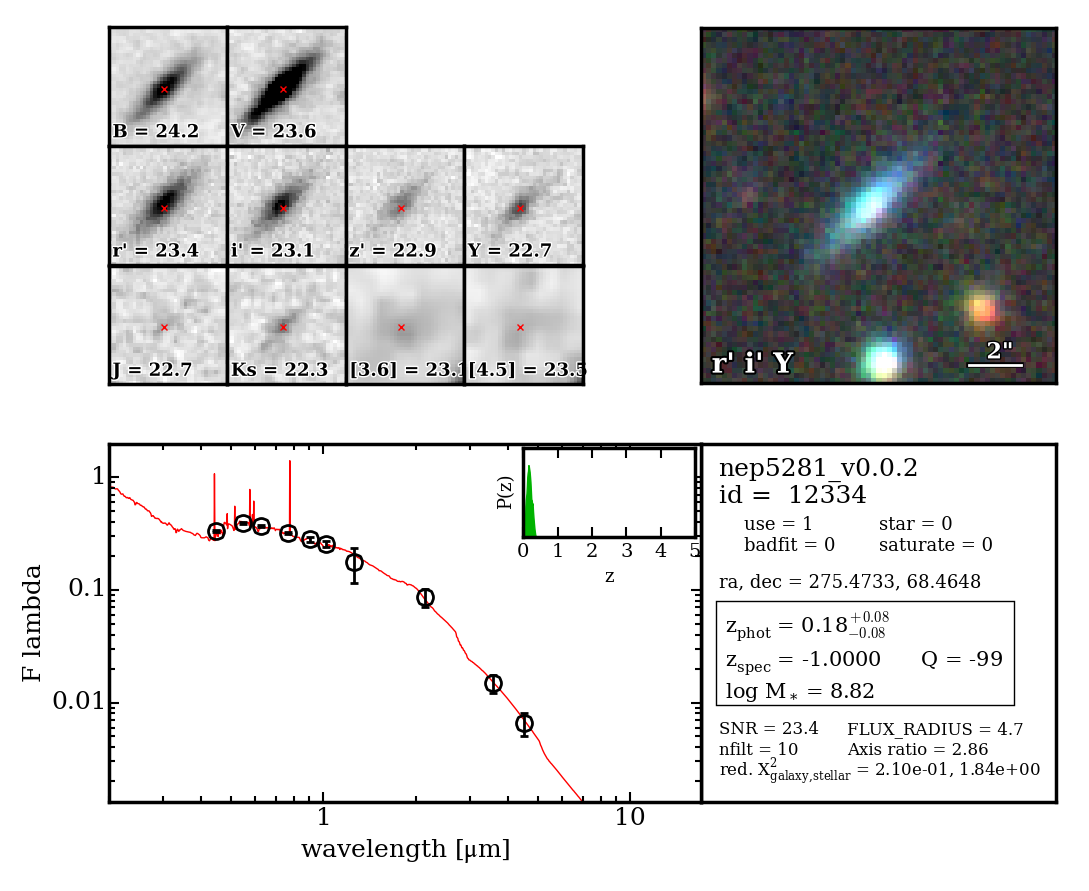 B = 24.2
V = 23.6
r' = 23.4
i' = 23.1
z' = 22.9
Y = 22.7
J = 22.7
Ks = 22.3
[3.6] = 23.1
[4.5] = 23.5
r' i' Y
2"
F lambda
1
0.1
0.01
1
10
wavelength [μm]
P(z)
0 1 2 3 4 5
z
nep5281_v0.0.2
id = 12334
use = 1 star = 0
badfit = 0 saturate = 0
ra, dec = 275.4733, 68.4648
z_phot = 0.18 +0.08 −0.08
z_spec = -1.0000 Q = -99
log M* = 8.82
SNR = 23.4 FLUX_RADIUS = 4.7
nfilt = 10 Axis ratio = 2.86
red. X²_galaxy,stellar = 2.10e-01, 1.84e+00